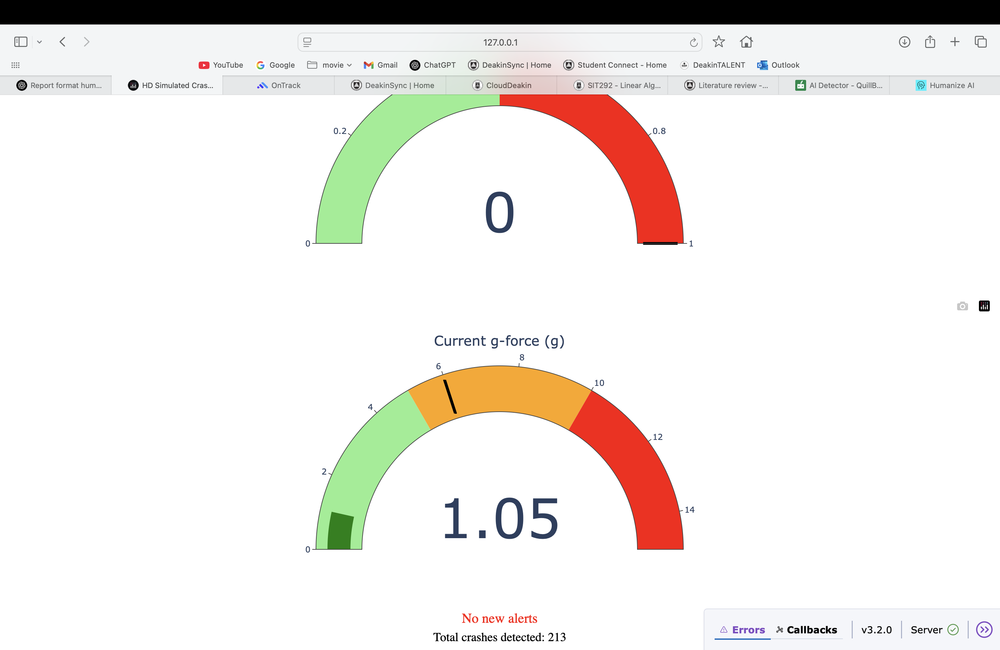 127.0.0.1
YouTube Google movie Gmail ChatGPT DeakinSync | Home Student Connect - Home DeakinTALENT Outlook
Report format hum... HD Simulated Cras... OnTrack DeakinSync | Home CloudDeakin SIT292 - Linear Alg... Literature review -... AI Detector - QuillB... Humanize AI
0.2 0.8
0
0 1
Current g-force (g)
8
6
10
4
12
2
14
1.05
0
No new alerts
Total crashes detected: 213
Errors Callbacks v3.2.0 Server